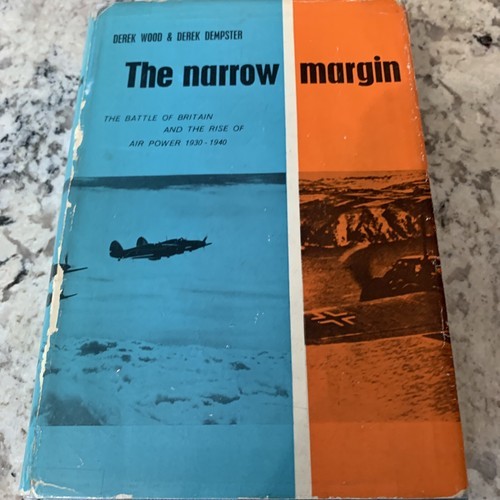 DEREK WOOD & DEREK DEMPSTER
The narrow margin
THE BATTLE OF BRITAIN
AND THE RISE OF
AIR POWER 1930-1940